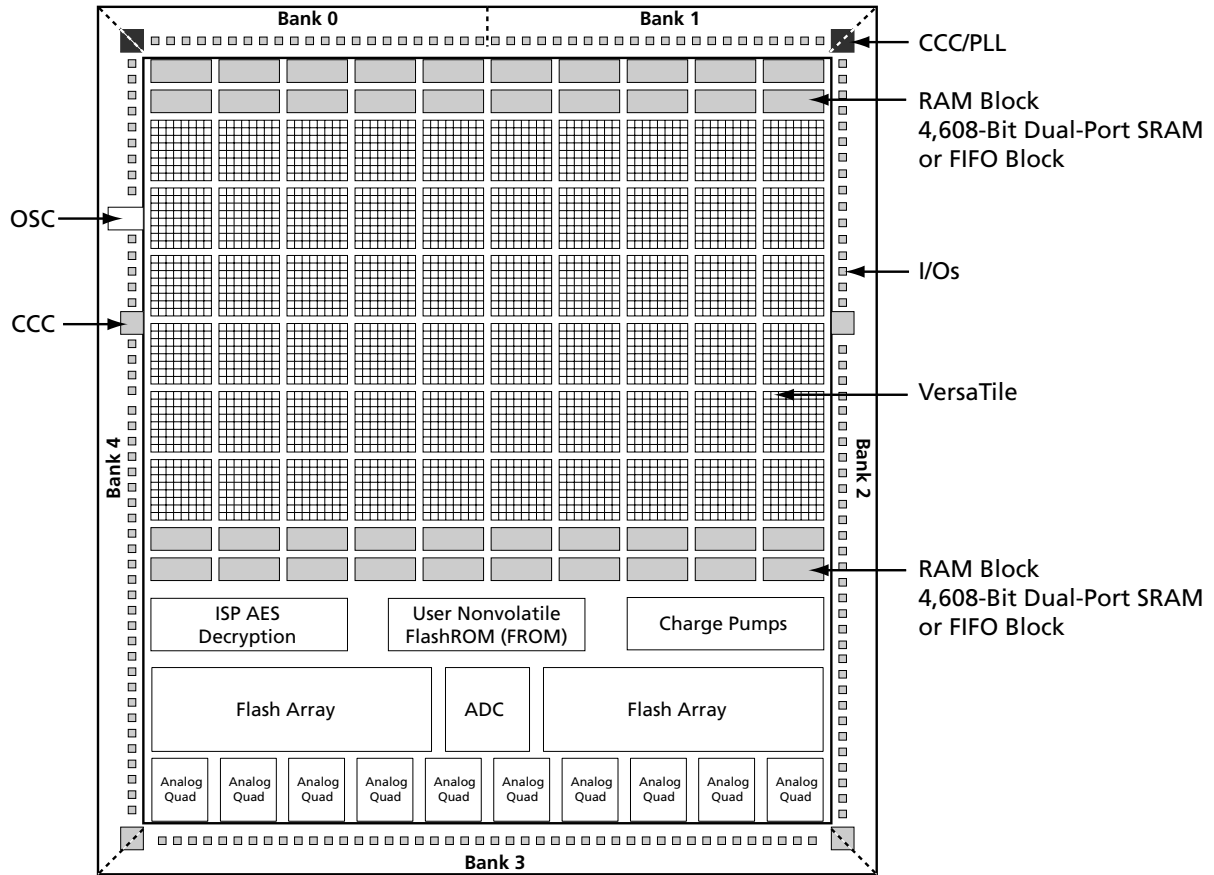 Bank 0
Bank 1
CCC/PLL
RAM Block
4,608-Bit Dual-Port SRAM
or FIFO Block
OSC
I/Os
CCC
VersaTile
Bank 4
Bank 2
RAM Block
4,608-Bit Dual-Port SRAM
or FIFO Block
ISP AES
Decryption
User Nonvolatile
FlashROM (FROM)
Charge Pumps
Flash Array
ADC
Flash Array
Analog
Quad
Analog
Quad
Analog
Quad
Analog
Quad
Analog
Quad
Analog
Quad
Analog
Quad
Analog
Quad
Analog
Quad
Analog
Quad
Bank 3